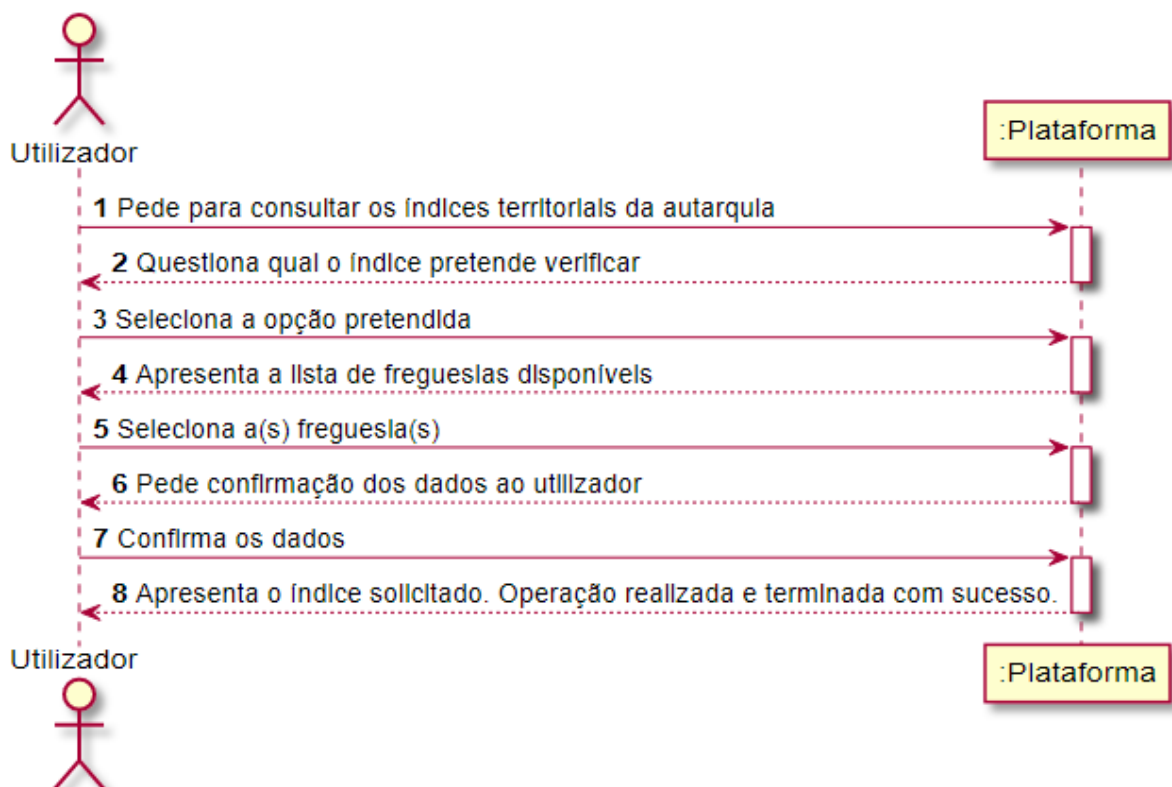 Utilizador
:Plataforma
1 Pede para consultar os índices territoriais da autarquia
2 Questiona qual o índice pretende verificar
3 Seleciona a opção pretendida
4 Apresenta a lista de freguesias disponíveis
5 Seleciona a(s) freguesia(s)
6 Pede confirmação dos dados ao utilizador
7 Confirma os dados
8 Apresenta o índice solicitado. Operação realizada e terminada com sucesso.
Utilizador
:Plataforma